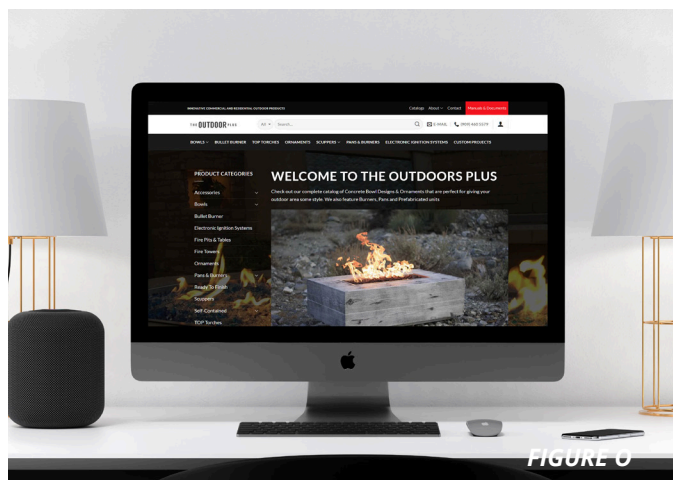 INNOVATIVE COMMERCIAL AND RESIDENTIAL OUTDOOR PRODUCTS
Catalogs About Contact Manuals & Documents
THE OUTDOOR PLUS All Search... E-MAIL (909) 460 5579
BOWLS BULLET BURNER TOP TORCHES ORNAMENTS SCUPPERS PANS & BURNERS ELECTRONIC IGNITION SYSTEMS CUSTOM PROJECTS
PRODUCT CATEGORIES
Accessories
Bowls
Bullet Burner
Electronic Ignition Systems
Fire Pits & Tables
Fire Towers
Ornaments
Pans & Burners
Ready To Finish
Scuppers
Self-Contained
TOP Torches
WELCOME TO THE OUTDOORS PLUS
Check out our complete catalog of Concrete Bowl Designs & Ornaments that are perfect for giving your
outdoor area some style. We also feature Burners, Pans and Prefabricated units
FIGURE O